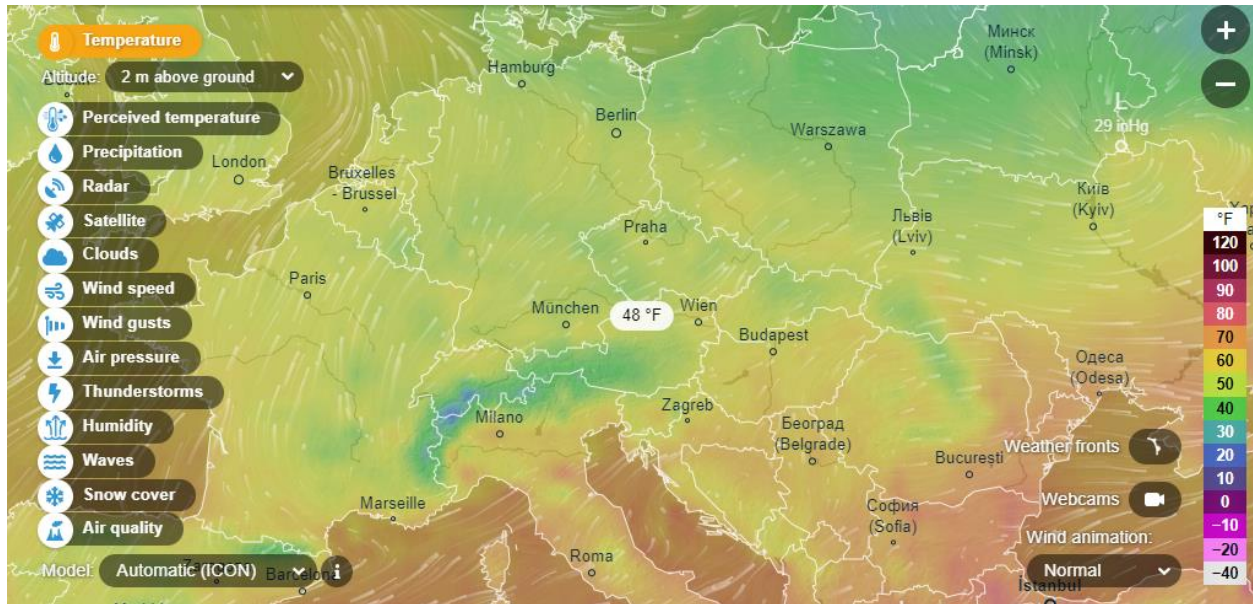 Temperature
Altitude:
2 m above ground
Perceived temperature
Precipitation
Radar
Satellite
Clouds
Wind speed
Wind gusts
Air pressure
Thunderstorms
Humidity
Waves
Snow cover
Air quality
Model:
Automatic (ICON)
i
Hamburg
Berlin
London
Bruxelles
- Brussel
Paris
Praha
München
48 °F
Wien
Budapest
Milano
Zagreb
Marseille
Roma
Barcelona
Минск
(Minsk)
L
29 inHg
Warszawa
Київ
(Kyiv)
Львів
(Lviv)
Одеса
(Odesa)
Београд
(Belgrade)
București
София
(Sofia)
İstanbul
+
−
°F
120
100
90
80
70
60
50
40
30
20
10
0
−10
−20
−40
Weather fronts
Webcams
Wind animation:
Normal